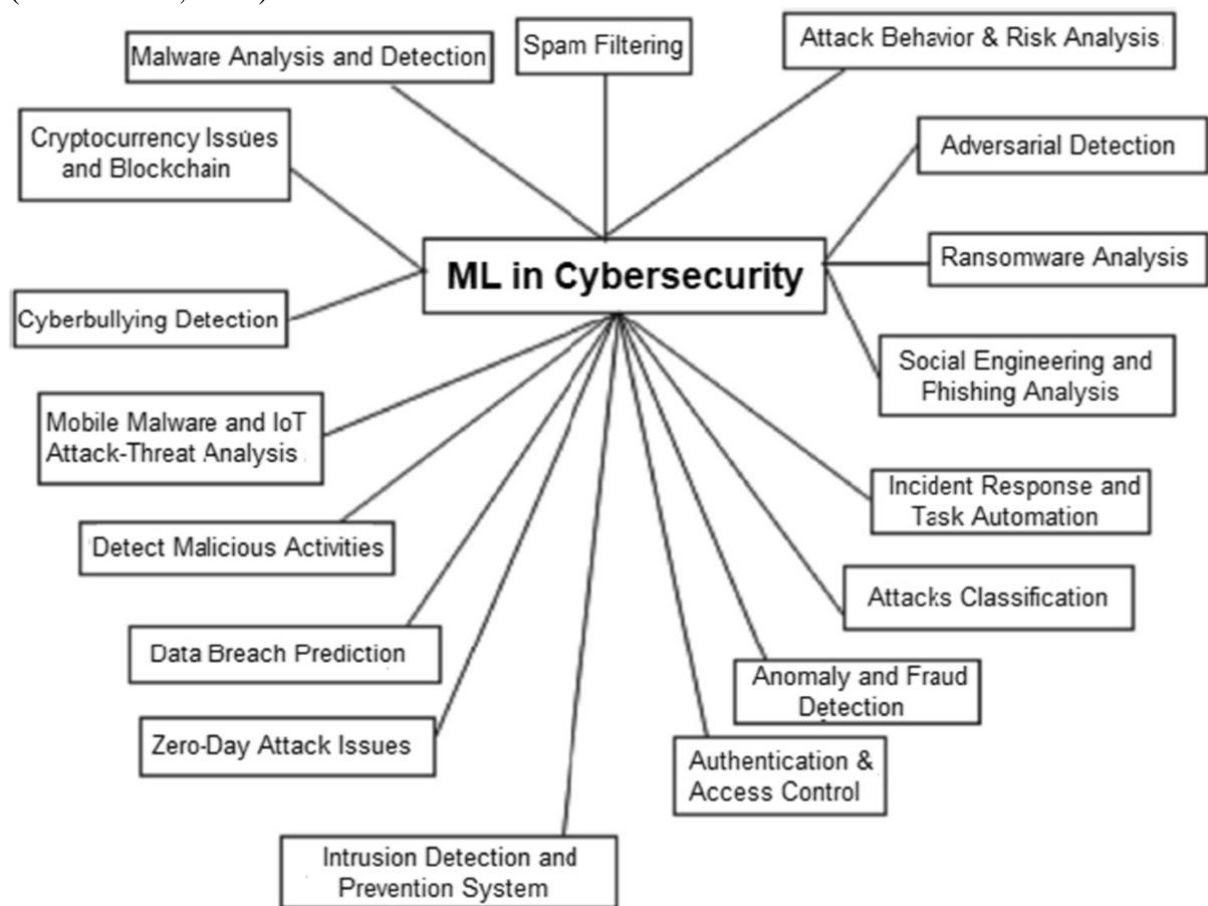 Malware Analysis and Detection
Spam Filtering
Attack Behavior & Risk Analysis
Cryptocurrency Issues
and Blockchain
Adversarial Detection
ML in Cybersecurity
Ransomware Analysis
Cyberbullying Detection
Social Engineering and
Phishing Analysis
Mobile Malware and IoT
Attack-Threat Analysis
Incident Response and
Task Automation
Detect Malicious Activities
Attacks Classification
Data Breach Prediction
Anomaly and Fraud
Detection
Zero-Day Attack Issues
Authentication &
Access Control
Intrusion Detection and
Prevention System